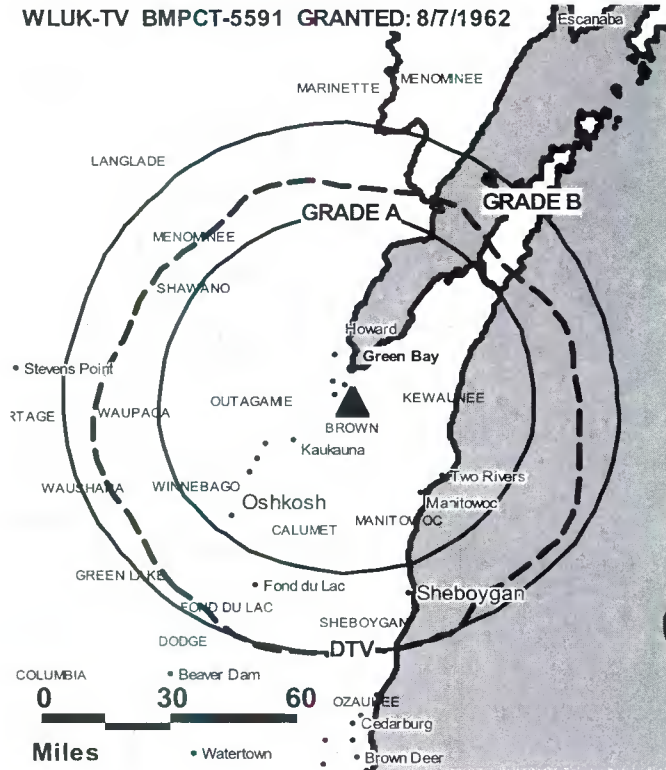 WLUK-TV BMPCT-5591 GRANTED: 8/7/1962
Escanaba
MENOMINEE
MARINETTE
LANGLADE
GRADE B
GRADE A
MENOMINEE
SHAWANO
Howard
Green Bay
Stevens Point
OUTAGAMIE
KEWAUNEE
RTAGE
WAUPACA
BROWN
Kaukauna
Two Rivers
WAUSHARA
WINNEBAGO
Manitowoc
Oshkosh
MANITOWOC
CALUMET
GREEN LAKE
Fond du Lac
Sheboygan
FOND DU LAC
SHEBOYGAN
DODGE
DTV
COLUMBIA
Beaver Dam
0 30 60
OZAUKEE
Cedarburg
Miles
Watertown
Brown Deer